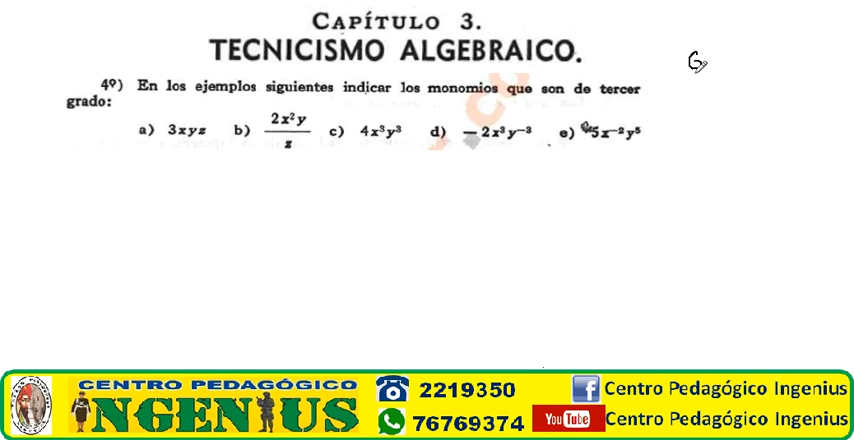 CAPÍTULO 3.
TECNICISMO ALGEBRAICO.
G
4º) En los ejemplos siguientes indicar los monomios que son de tercer
grado:
a) 3xyz b) 2x²y/z c) 4x³y³ d) −2x³y⁻³ e) 5x⁻²y⁵
CENTRO PEDAGÓGICO
INGENIUS
2219350
76769374
Centro Pedagógico Ingenius
YouTube Centro Pedagógico Ingenius